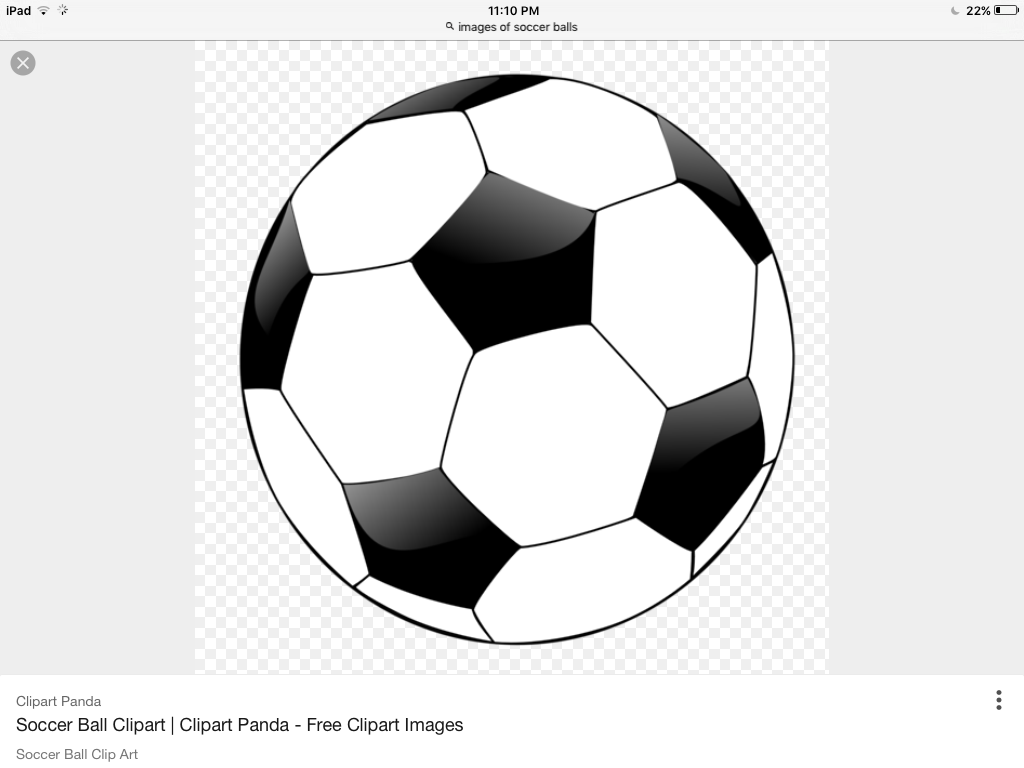 iPad 11:10 PM 22%
images of soccer balls
Clipart Panda
Soccer Ball Clipart | Clipart Panda - Free Clipart Images
Soccer Ball Clip Art